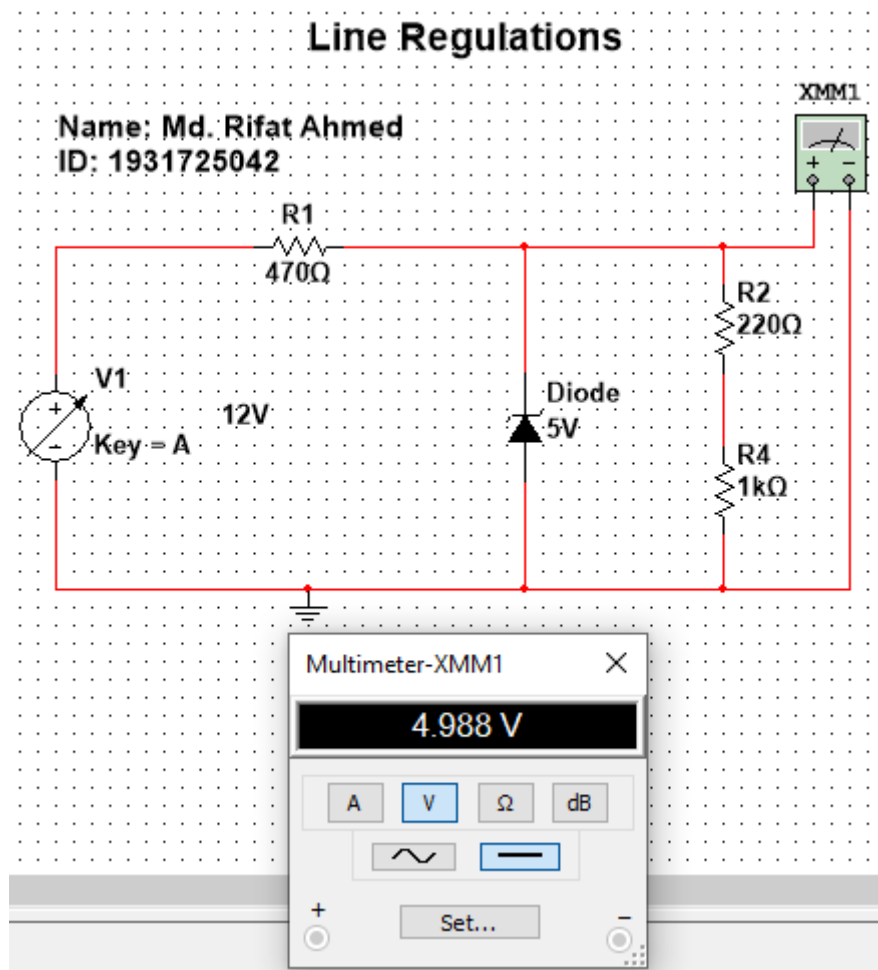 Line Regulations
XMM1
Name: Md. Rifat Ahmed
ID: 1931725042
R1
470Ω
R2
220Ω
V1
12V
Key = A
Diode
5V
R4
1kΩ
Multimeter-XMM1
4.988 V
A V Ω dB
Set...